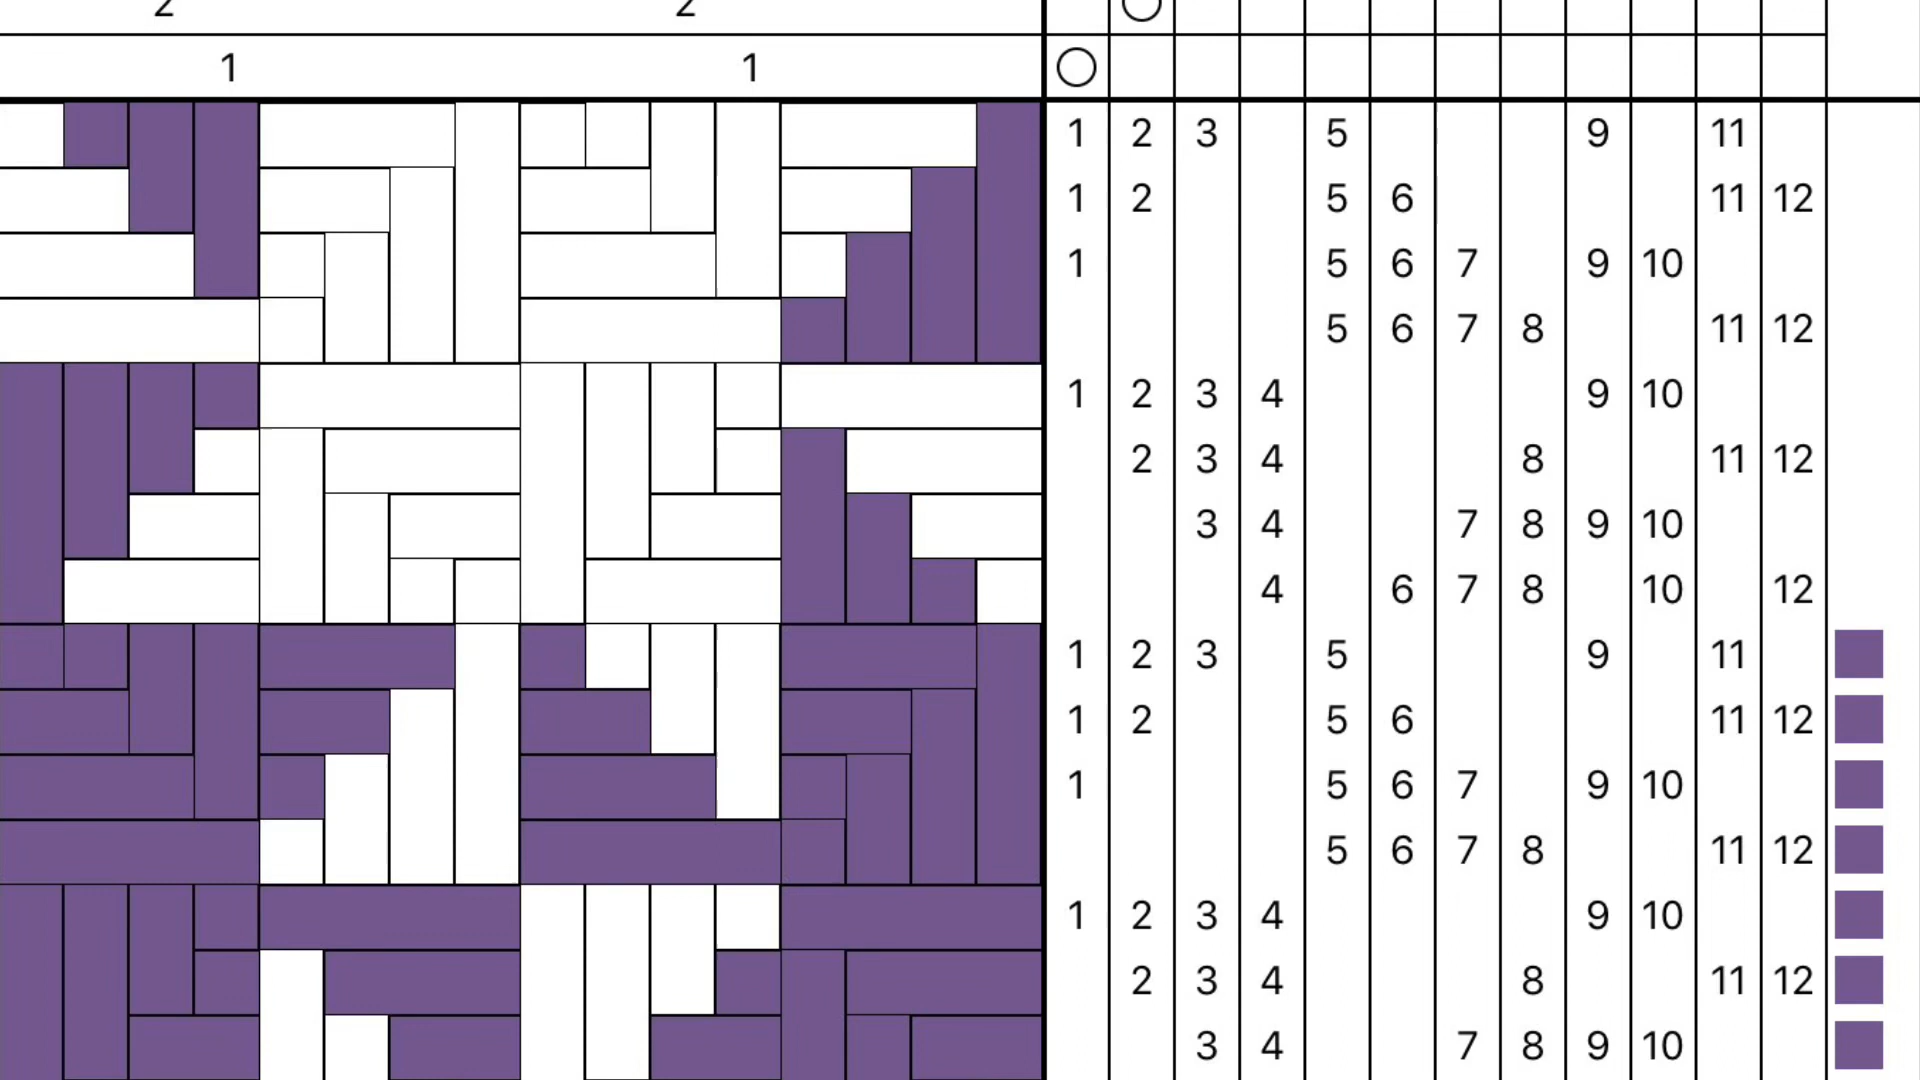 2 2
1 1
1 2 3 5 9 11
1 2 5 6 11 12
1 5 6 7 9 10
5 6 7 8 11 12
1 2 3 4 9 10
2 3 4 8 11 12
3 4 7 8 9 10
4 6 7 8 10 12
1 2 3 5 9 11
1 2 5 6 11 12
1 5 6 7 9 10
5 6 7 8 11 12
1 2 3 4 9 10
2 3 4 8 11 12
3 4 7 8 9 10